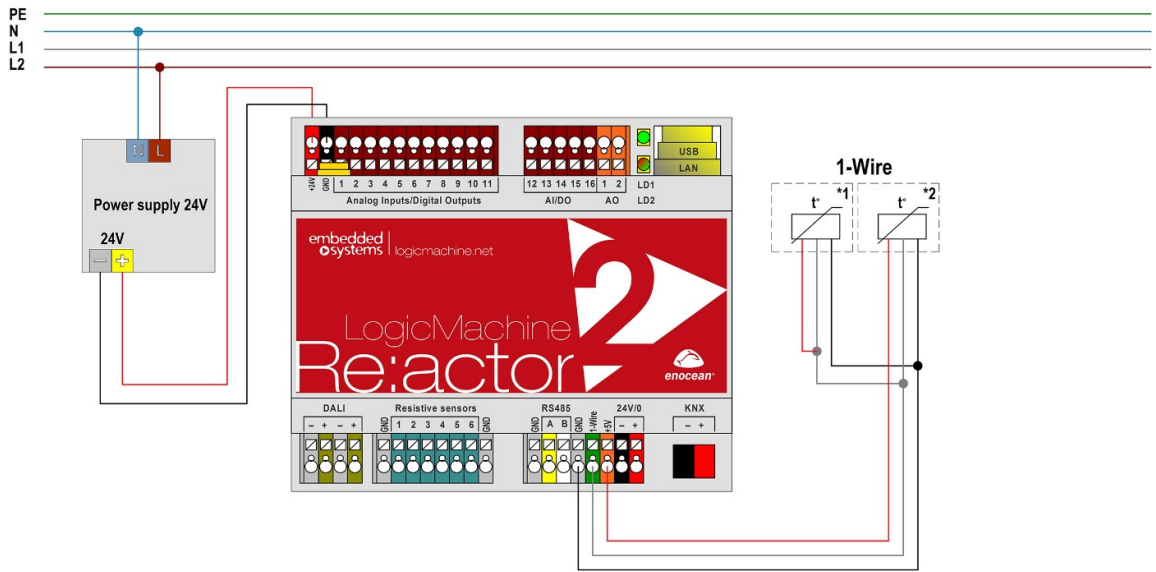 PE
N
L1
L2
N L
Power supply 24V
24V
− +
USB
LAN
+24V GND 1 2 3 4 5 6 7 8 9 10 11 12 13 14 15 16 1 2 LD1
Analog Inputs/Digital Outputs AI/DO AO LD2
embedded
systems logicmachine.net
2
LogicMachine
Re:actor
enocean
1-Wire
t° *1 t° *2
DALI Resistive sensors RS485 24V/0 KNX
− + − + GND 1 2 3 4 5 6 GND GND A B GND 1-Wire +5V − + − +